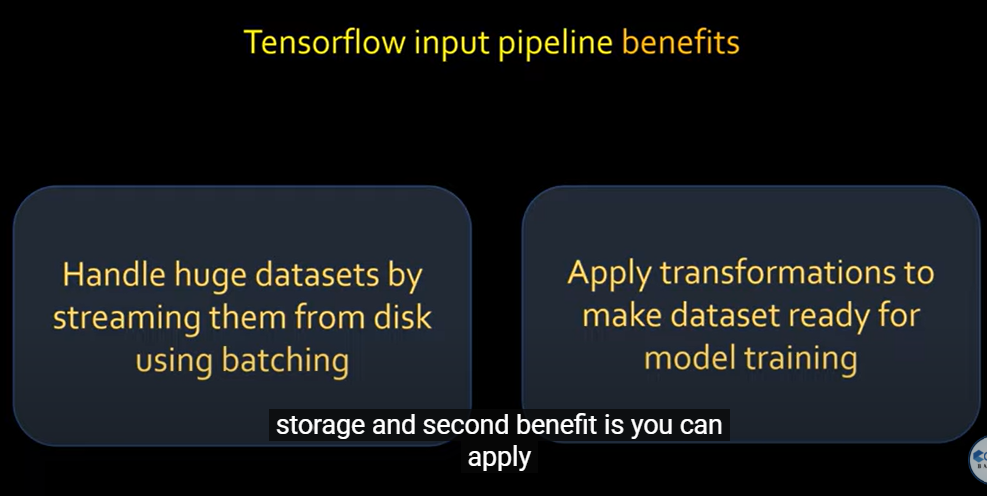 Tensorflow input pipeline benefits
Handle huge datasets by
streaming them from disk
using batching
Apply transformations to
make dataset ready for
model training
storage and second benefit is you can
apply